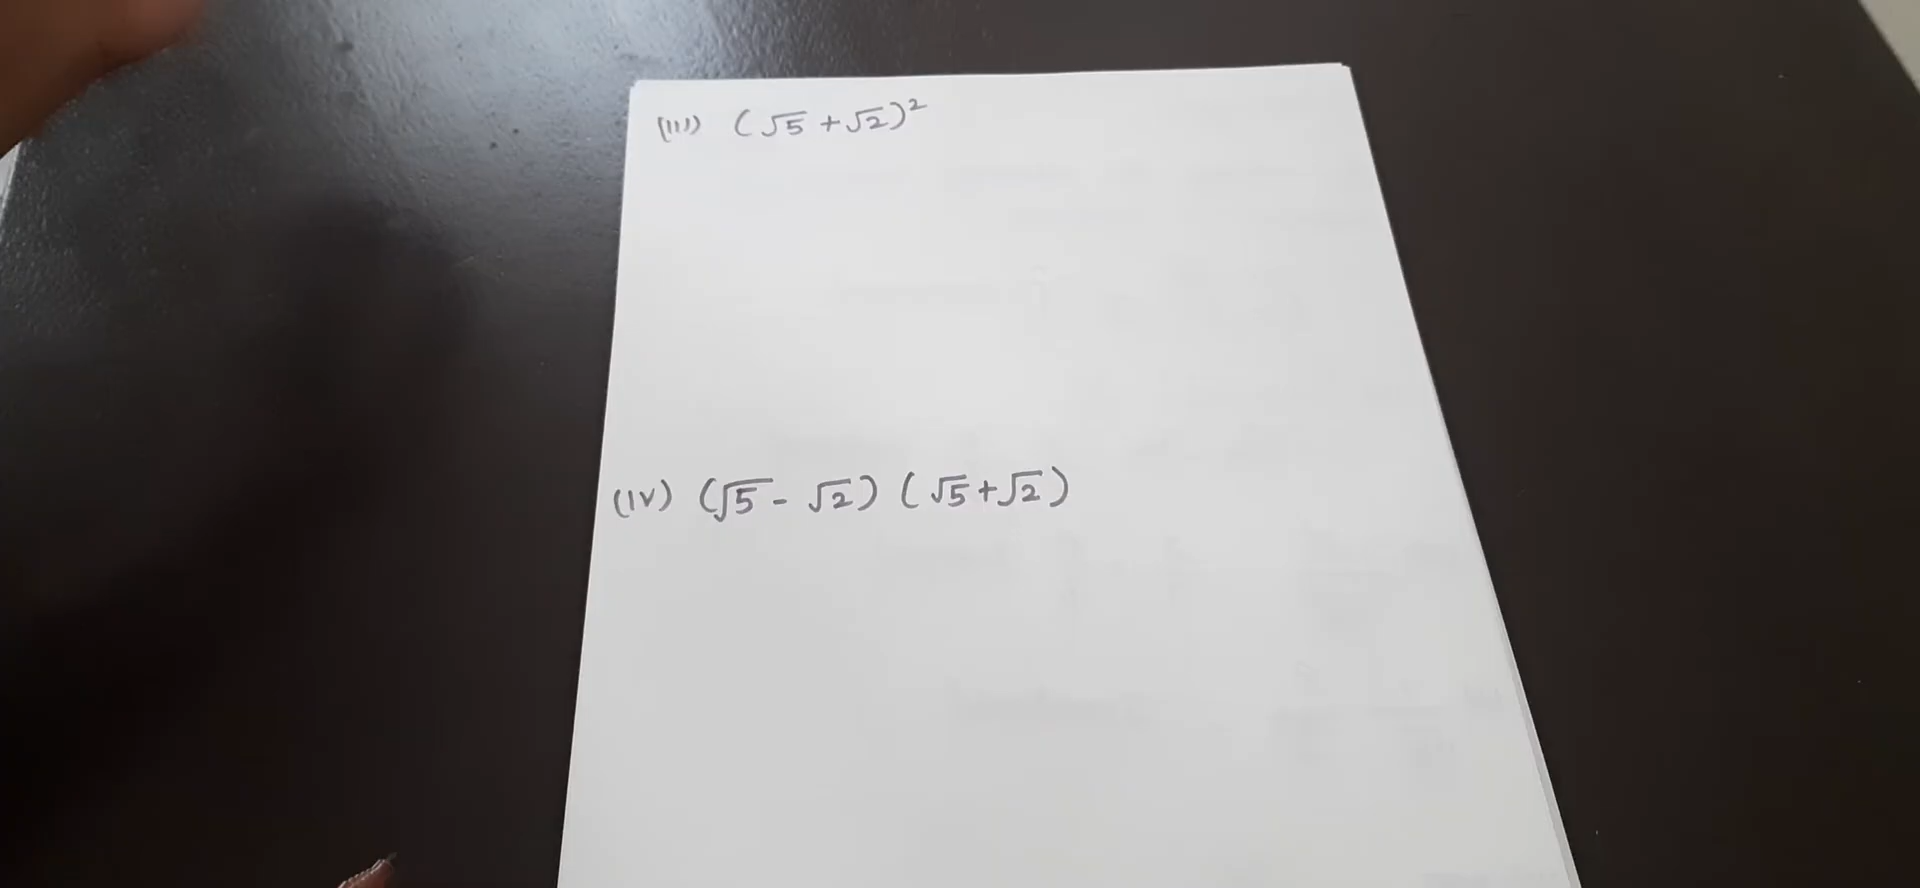 (iii) (√5 + √2)²
(iv) (√5 - √2) (√5 + √2)